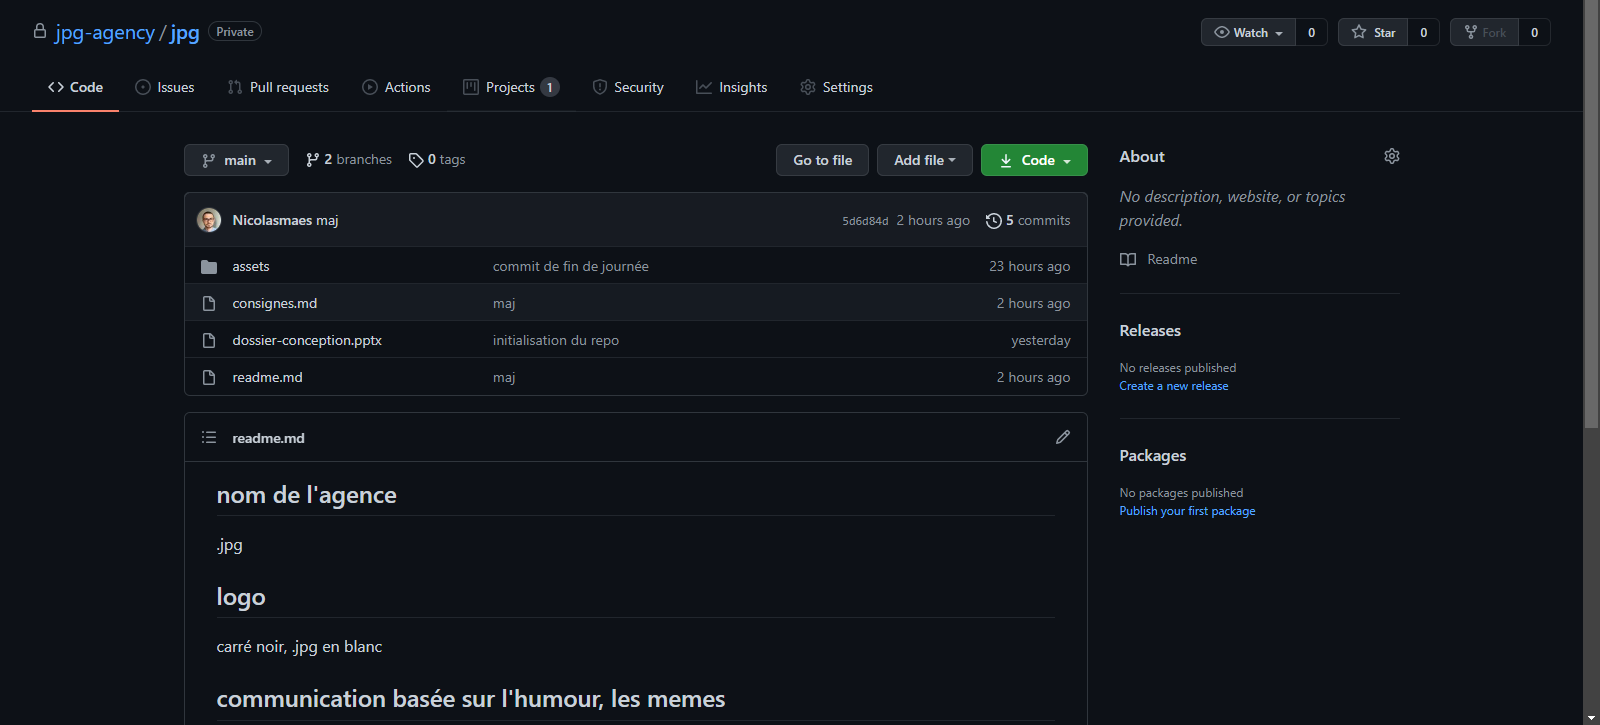 jpg-agency / jpg Private
Watch 0 Star 0 Fork 0
Code Issues Pull requests Actions Projects 1 Security Insights Settings
main 2 branches 0 tags Go to file Add file Code
Nicolasmaes maj 5d6d84d 2 hours ago 5 commits
assets commit de fin de journée 23 hours ago
consignes.md maj 2 hours ago
dossier-conception.pptx initialisation du repo yesterday
readme.md maj 2 hours ago
readme.md
nom de l'agence
.jpg
logo
carré noir, .jpg en blanc
communication basée sur l'humour, les memes
About
No description, website, or topics
provided.
Readme
Releases
No releases published
Create a new release
Packages
No packages published
Publish your first package